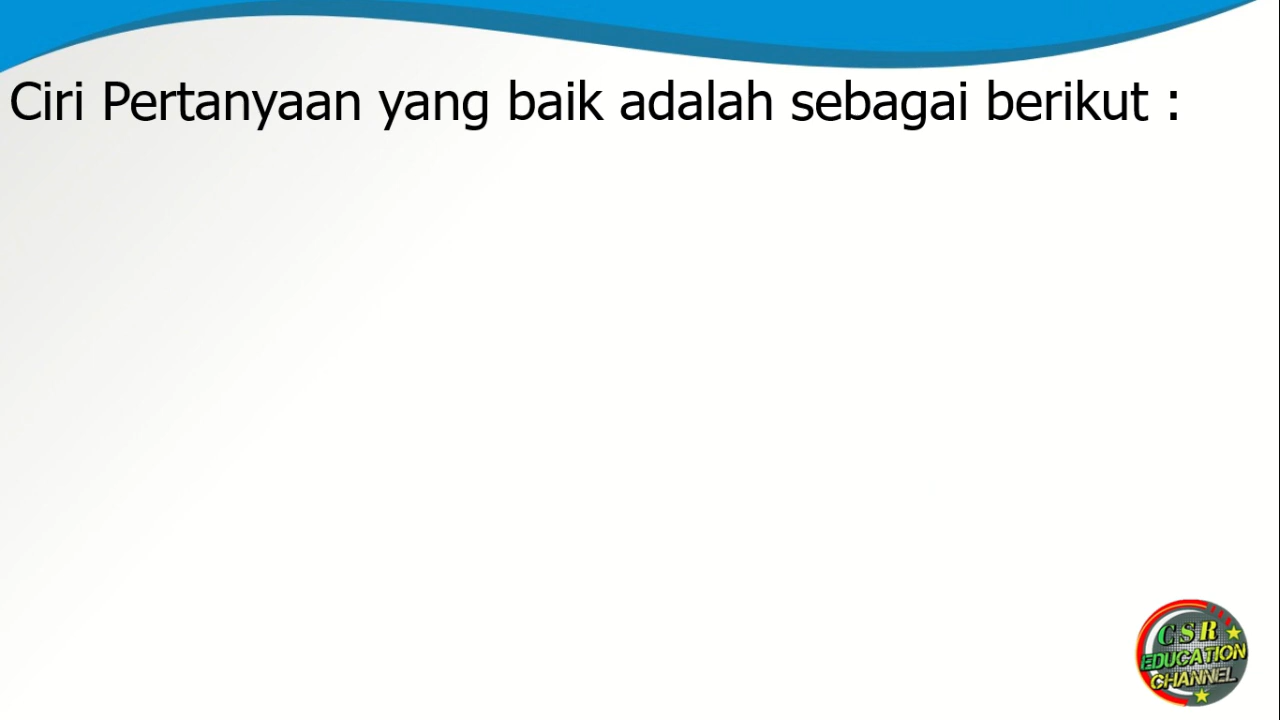 Ciri Pertanyaan yang baik adalah sebagai berikut :
CSR
EDUCATION
CHANNEL